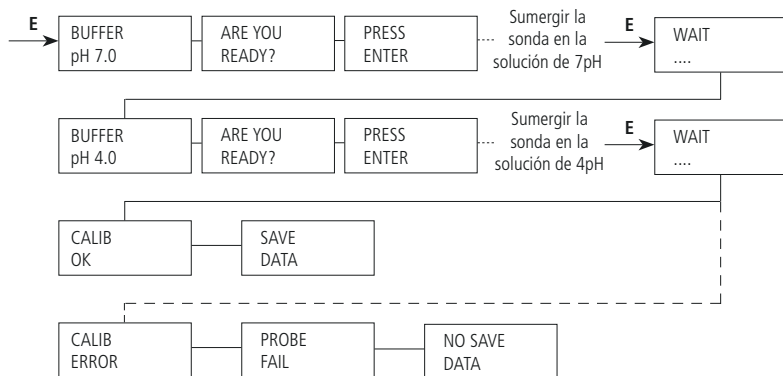 E
BUFFER
pH 7.0
ARE YOU
READY?
PRESS
ENTER
Sumergir la
sonda en la
solución de 7pH
E
WAIT
....
BUFFER
pH 4.0
ARE YOU
READY?
PRESS
ENTER
Sumergir la
sonda en la
solución de 4pH
E
WAIT
....
CALIB
OK
SAVE
DATA
CALIB
ERROR
PROBE
FAIL
NO SAVE
DATA